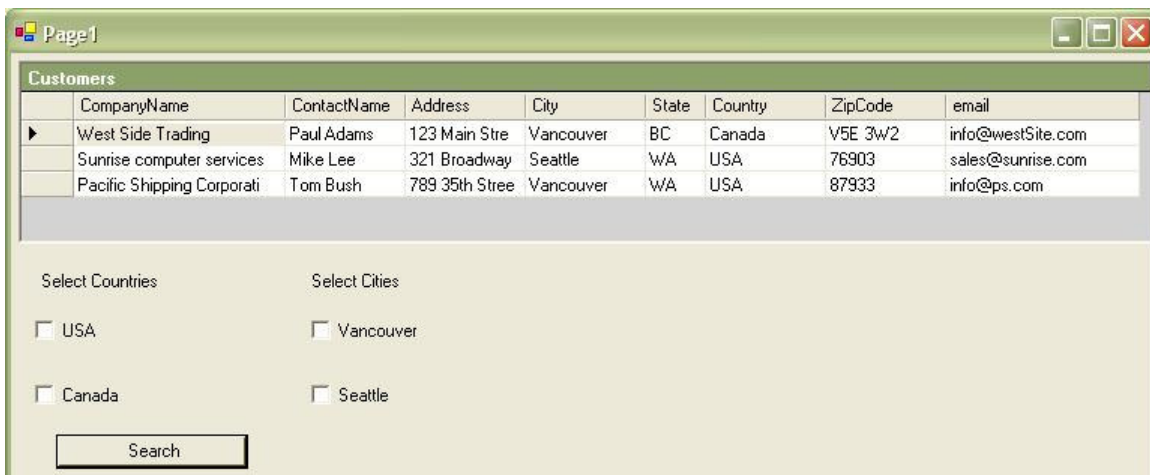 Page1
Customers
CompanyName ContactName Address City State Country ZipCode email
West Side Trading Paul Adams 123 Main Stre Vancouver BC Canada V5E 3W2 info@westSite.com
Sunrise computer services Mike Lee 321 Broadway Seattle WA USA 76903 sales@sunrise.com
Pacific Shipping Corporati Tom Bush 789 35th Stree Vancouver WA USA 87933 info@ps.com
Select Countries Select Cities
USA Vancouver
Canada Seattle
Search